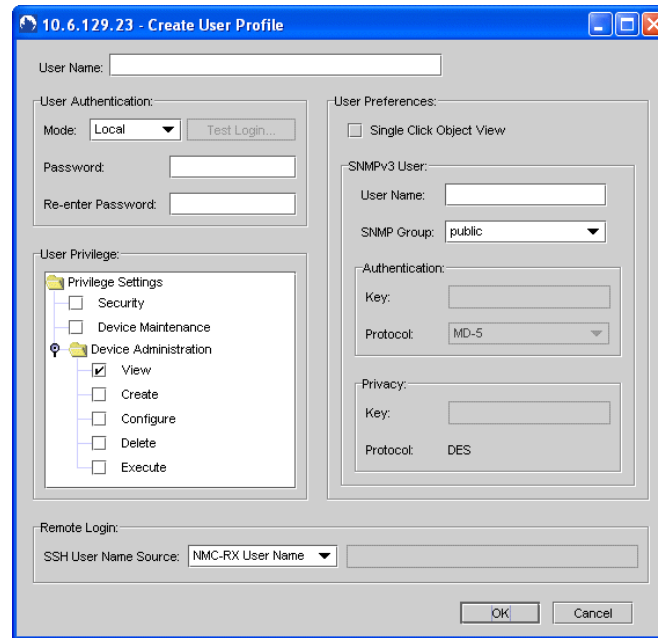 10.6.129.23 - Create User Profile
User Name:
User Authentication:
Mode: Local Test Login...
Password:
Re-enter Password:
User Privilege:
Privilege Settings
Security
Device Maintenance
Device Administration
View
Create
Configure
Delete
Execute
User Preferences:
Single Click Object View
SNMPv3 User:
User Name:
SNMP Group: public
Authentication:
Key:
Protocol: MD-5
Privacy:
Key:
Protocol: DES
Remote Login:
SSH User Name Source: NMC-RX User Name
OK Cancel